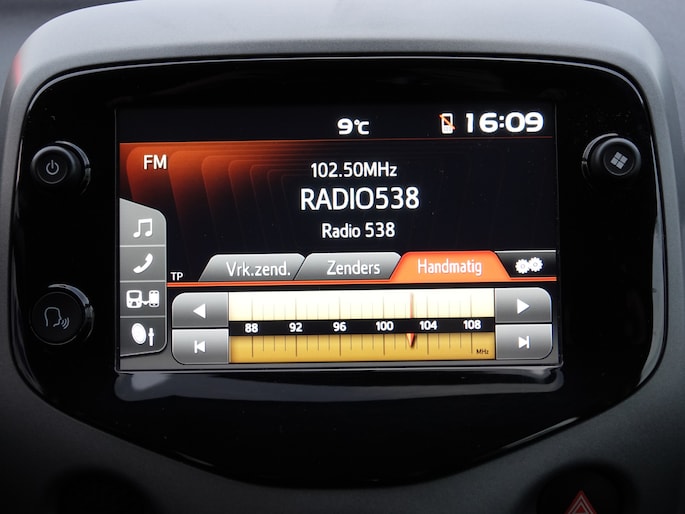 9°C 16:09
FM
102.50MHz
RADIO538
Radio 538
TP Vrk.zend. Zenders Handmatig
88 92 96 100 104 108
MHz